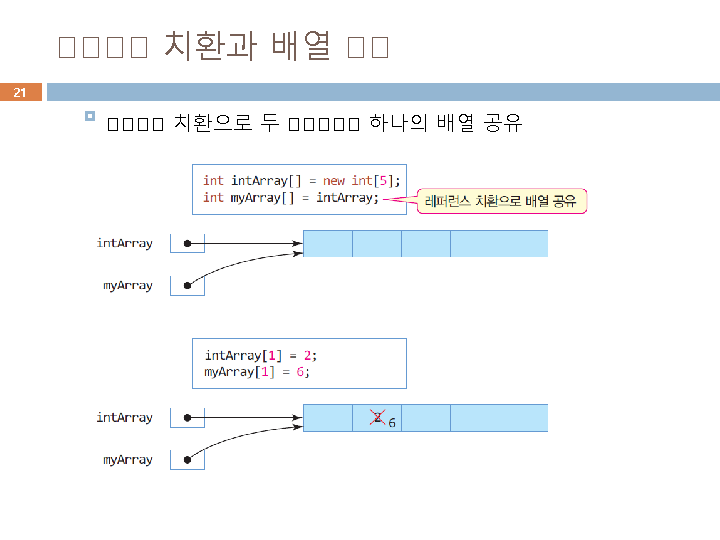 치환과 배열
21
치환으로 두 하나의 배열 공유
int intArray[] = new int[5];
int myArray[] = intArray;
레퍼런스 치환으로 배열 공유
intArray
myArray
intArray[1] = 2;
myArray[1] = 6;
intArray
2 6
myArray